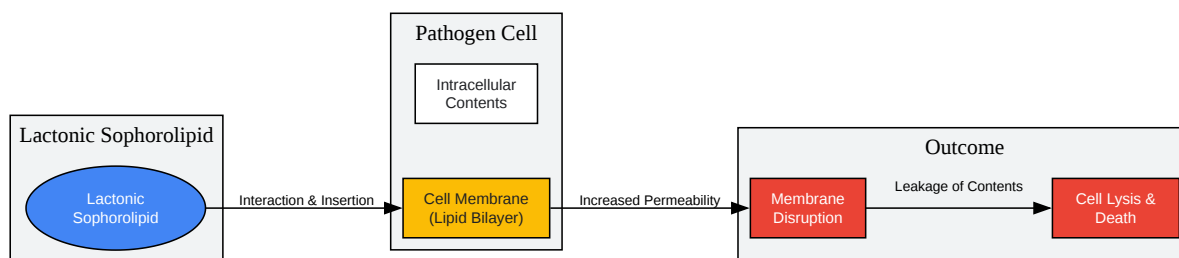 Lactonic Sophorolipid
Lactonic
Sophorolipid
Interaction & Insertion
Pathogen Cell
Intracellular
Contents
Cell Membrane
(Lipid Bilayer)
Increased Permeability
Outcome
Membrane
Disruption
Leakage of Contents
Cell Lysis &
Death